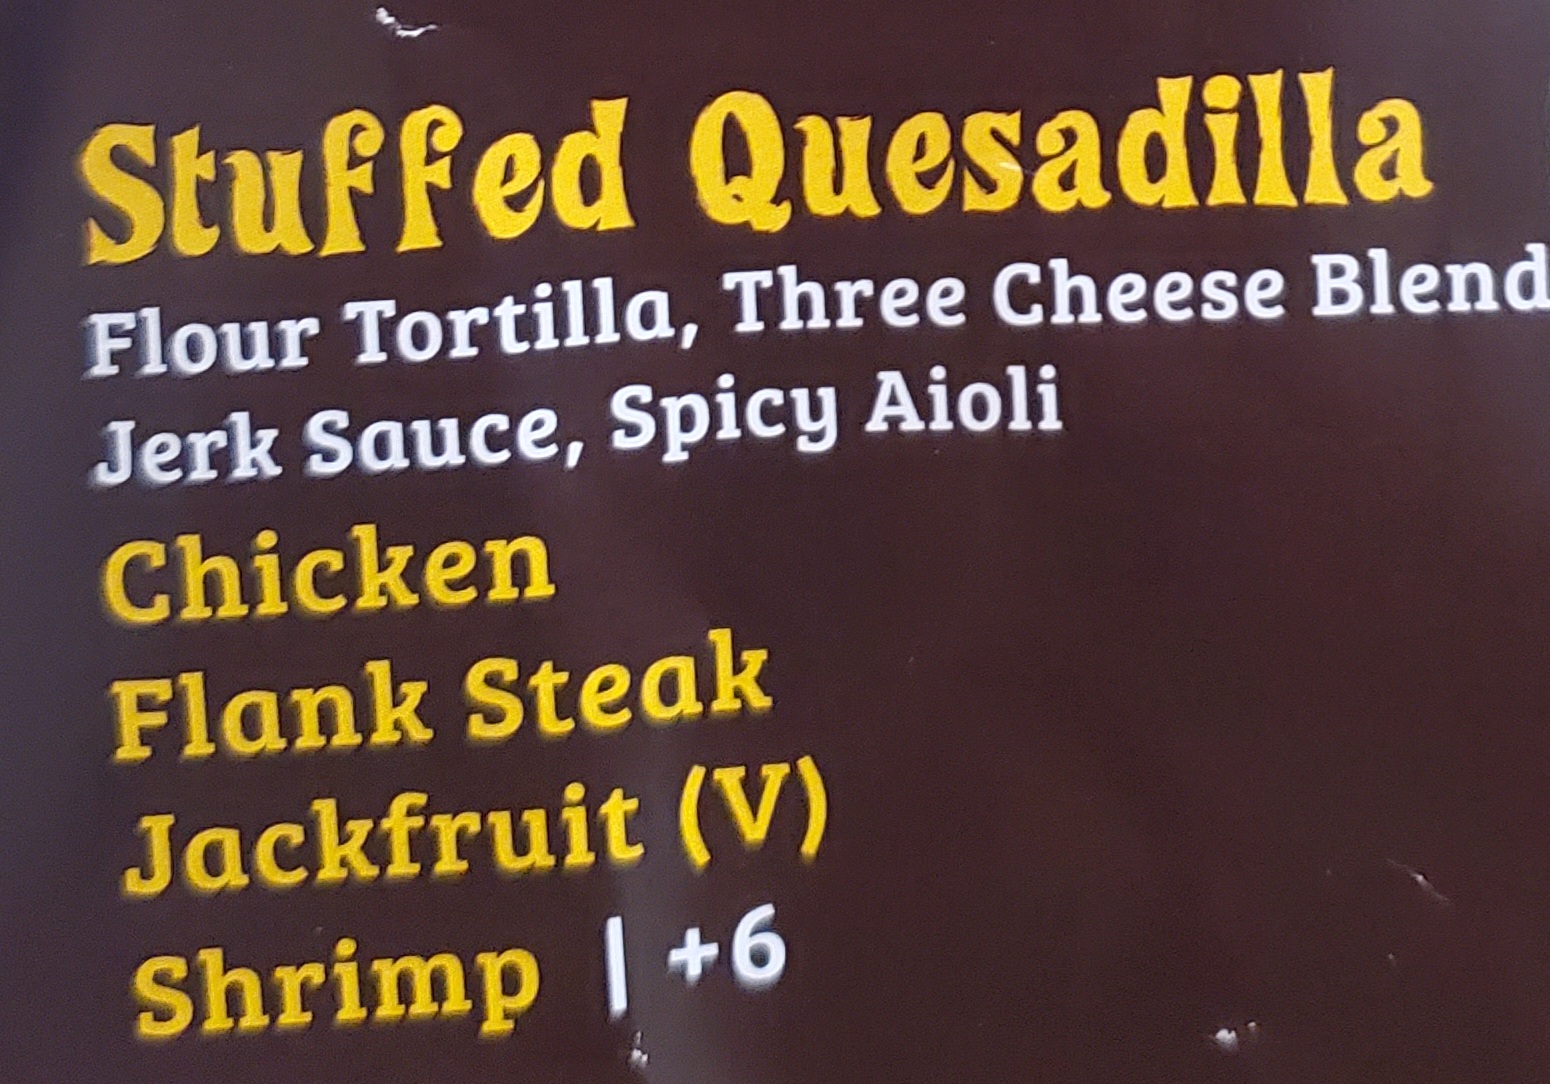 Stuffed Quesadilla
Flour Tortilla, Three Cheese Blend
Jerk Sauce, Spicy Aioli
Chicken
Flank Steak
Jackfruit (V)
Shrimp | +6